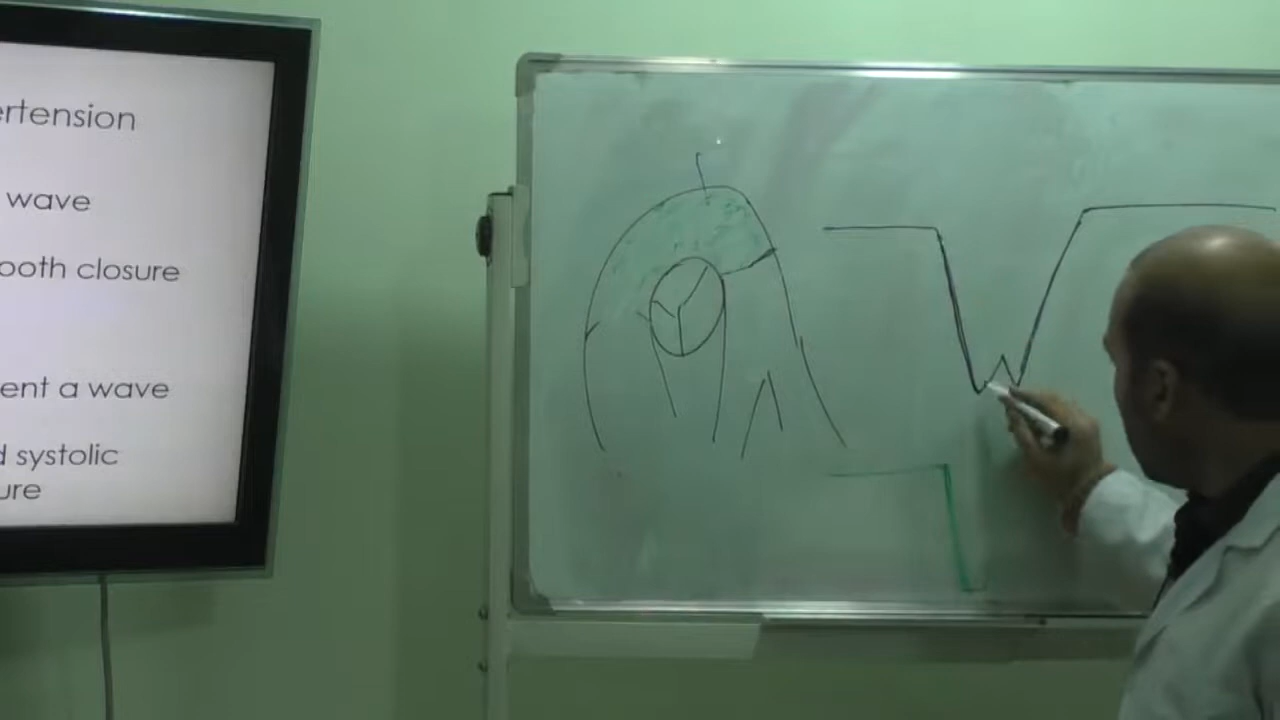 ertension
wave
ooth closure
ent a wave
d systolic
ure